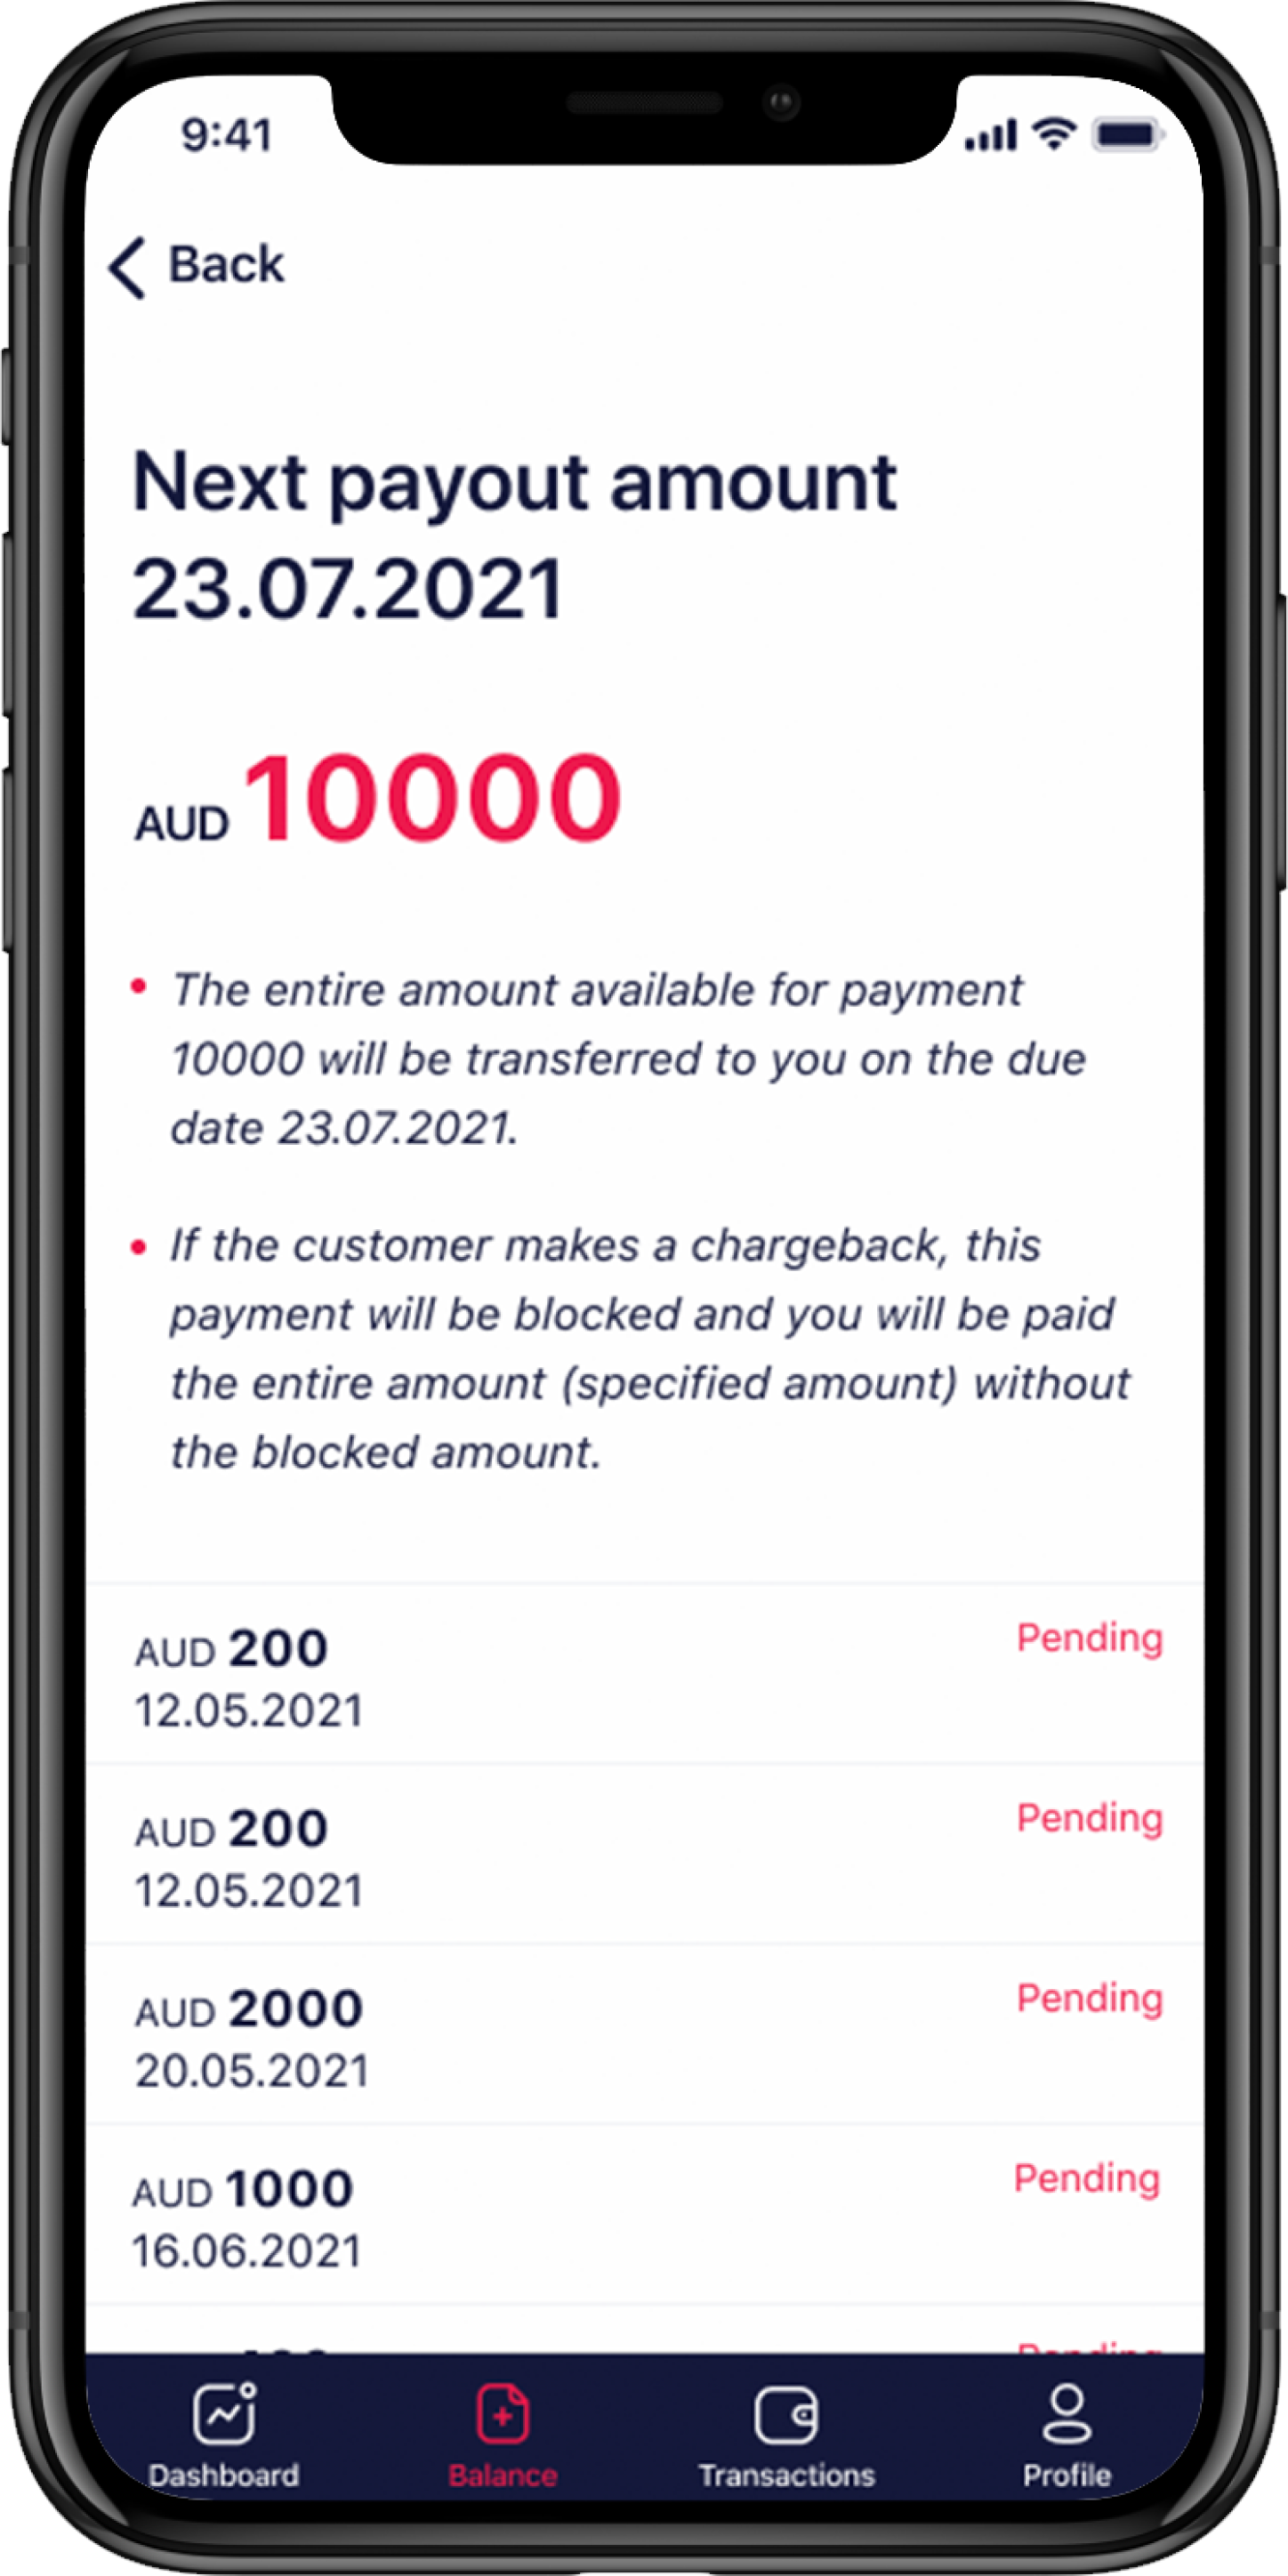 9:41
Back
Next payout amount
23.07.2021
AUD 10000
• The entire amount available for payment
10000 will be transferred to you on the due
date 23.07.2021.
• If the customer makes a chargeback, this
payment will be blocked and you will be paid
the entire amount (specified amount) without
the blocked amount.
AUD 200 Pending
12.05.2021
AUD 200 Pending
12.05.2021
AUD 2000 Pending
20.05.2021
AUD 1000 Pending
16.06.2021
Pending
Dashboard Balance Transactions Profile